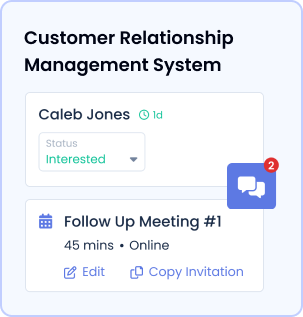 Customer Relationship
Management System
Caleb Jones 1d
Status
Interested
2
Follow Up Meeting #1
45 mins • Online
Edit Copy Invitation